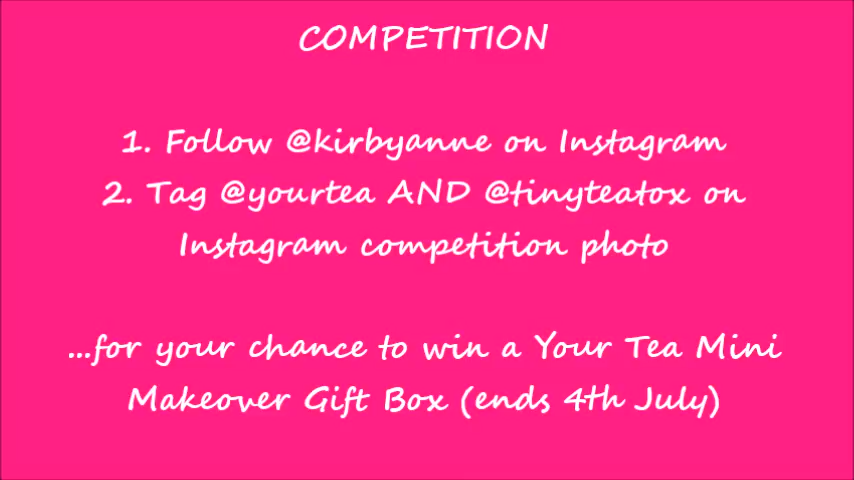 COMPETITION
1. Follow @kirbyanne on Instagram
2. Tag @yourtea AND @tinyteatox on
Instagram competition photo
...for your chance to win a Your Tea Mini
Makeover Gift Box (ends 4th July)